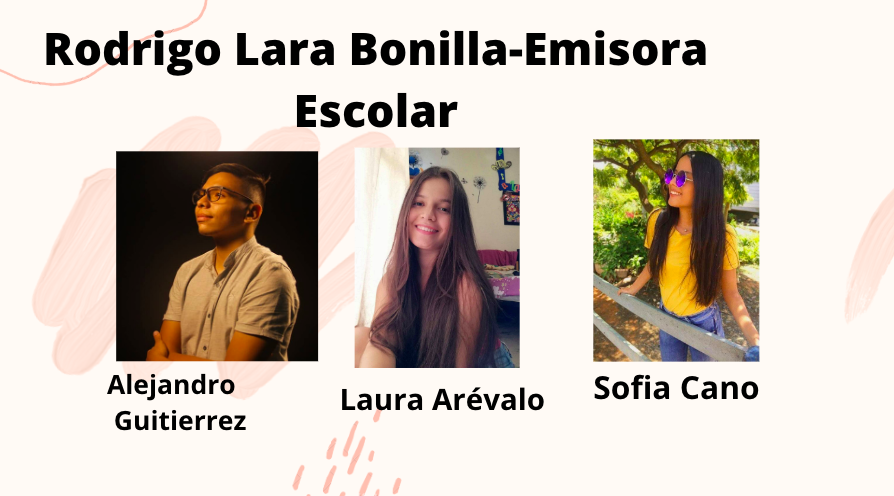 Rodrigo Lara Bonilla-Emisora
Escolar
Alejandro
Guitierrez
Laura Arévalo
Sofia Cano